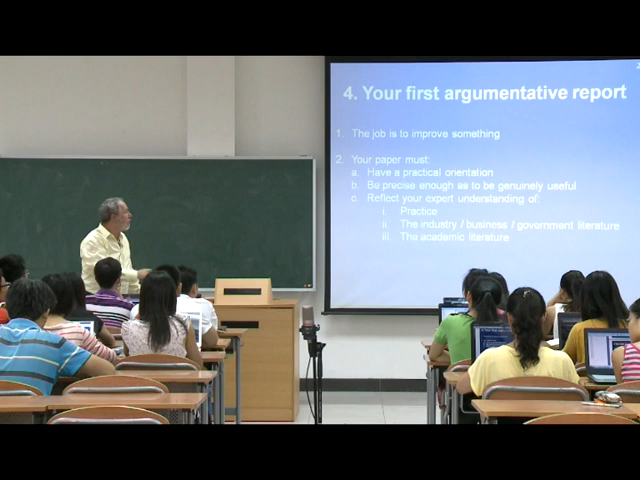 4. Your first argumentative report
1. The job is to improve something
2. Your paper must:
a. Have a practical orientation
b. Be precise enough as to be genuinely useful
c. Reflect your expert understanding of:
i. Practice
ii. The industry / business / government literature
iii. The academic literature